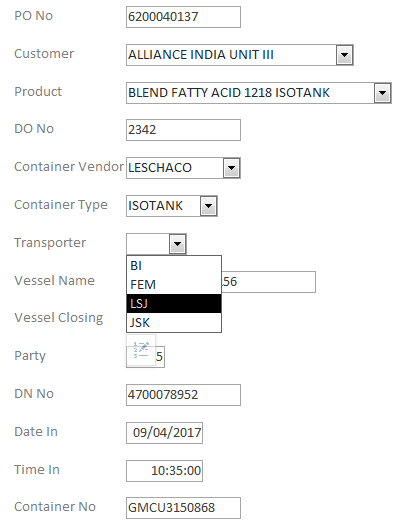 PO No 6200040137
Customer ALLIANCE INDIA UNIT III
Product BLEND FATTY ACID 1218 ISOTANK
DO No 2342
Container Vendor LESCHACO
Container Type ISOTANK
Transporter
BI
FEM
LSJ
JSK
Vessel Name 56
Vessel Closing
Party 5
DN No 4700078952
Date In 09/04/2017
Time In 10:35:00
Container No GMCU3150868